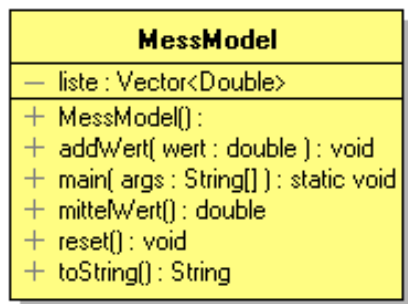 MessModel
− liste : Vector<Double>
+ MessModel() :
+ addWert( wert : double ) : void
+ main( args : String[] ) : static void
+ mittelWert() : double
+ reset() : void
+ toString() : String